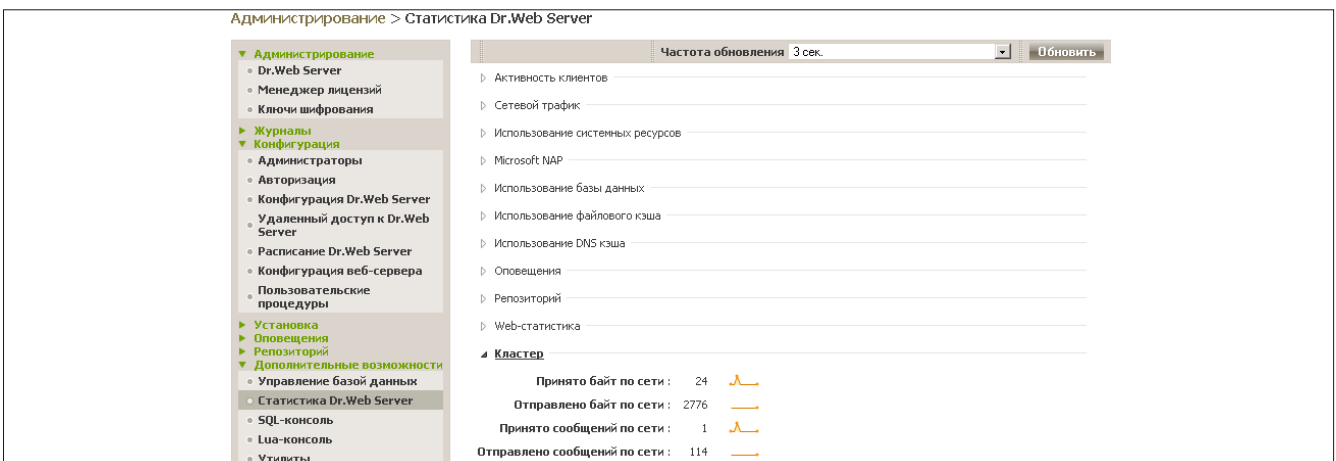 Администрирование > Статистика Dr.Web Server
Администрирование
Dr.Web Server
Менеджер лицензий
Ключи шифрования
Журналы
Конфигурация
Администраторы
Авторизация
Конфигурация Dr.Web Server
Удаленный доступ к Dr.Web
Server
Расписание Dr.Web Server
Конфигурация веб-сервера
Пользовательские
процедуры
Установка
Оповещения
Репозиторий
Дополнительные возможности
Управление базой данных
Статистика Dr.Web Server
SQL-консоль
Lua-консоль
Утилиты
Частота обновления 3 сек. Обновить
Активность клиентов
Сетевой трафик
Использование системных ресурсов
Microsoft NAP
Использование базы данных
Использование файлового кэша
Использование DNS кэша
Оповещения
Репозиторий
Web-статистика
Кластер
Принято байт по сети : 24
Отправлено байт по сети : 2776
Принято сообщений по сети : 1
Отправлено сообщений по сети : 114